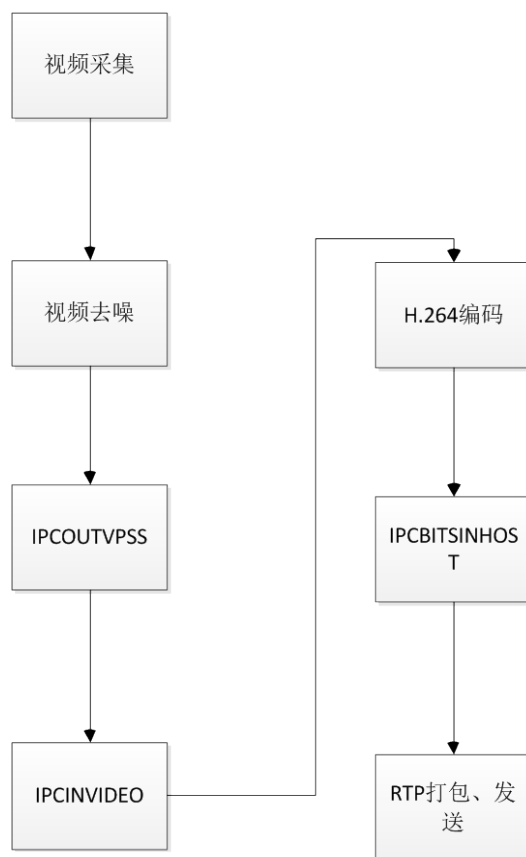 视频采集
视频去噪
IPCOUTVPSS
IPCINVIDEO
H.264编码
IPCBITSINHOS
T
RTP打包、发
送